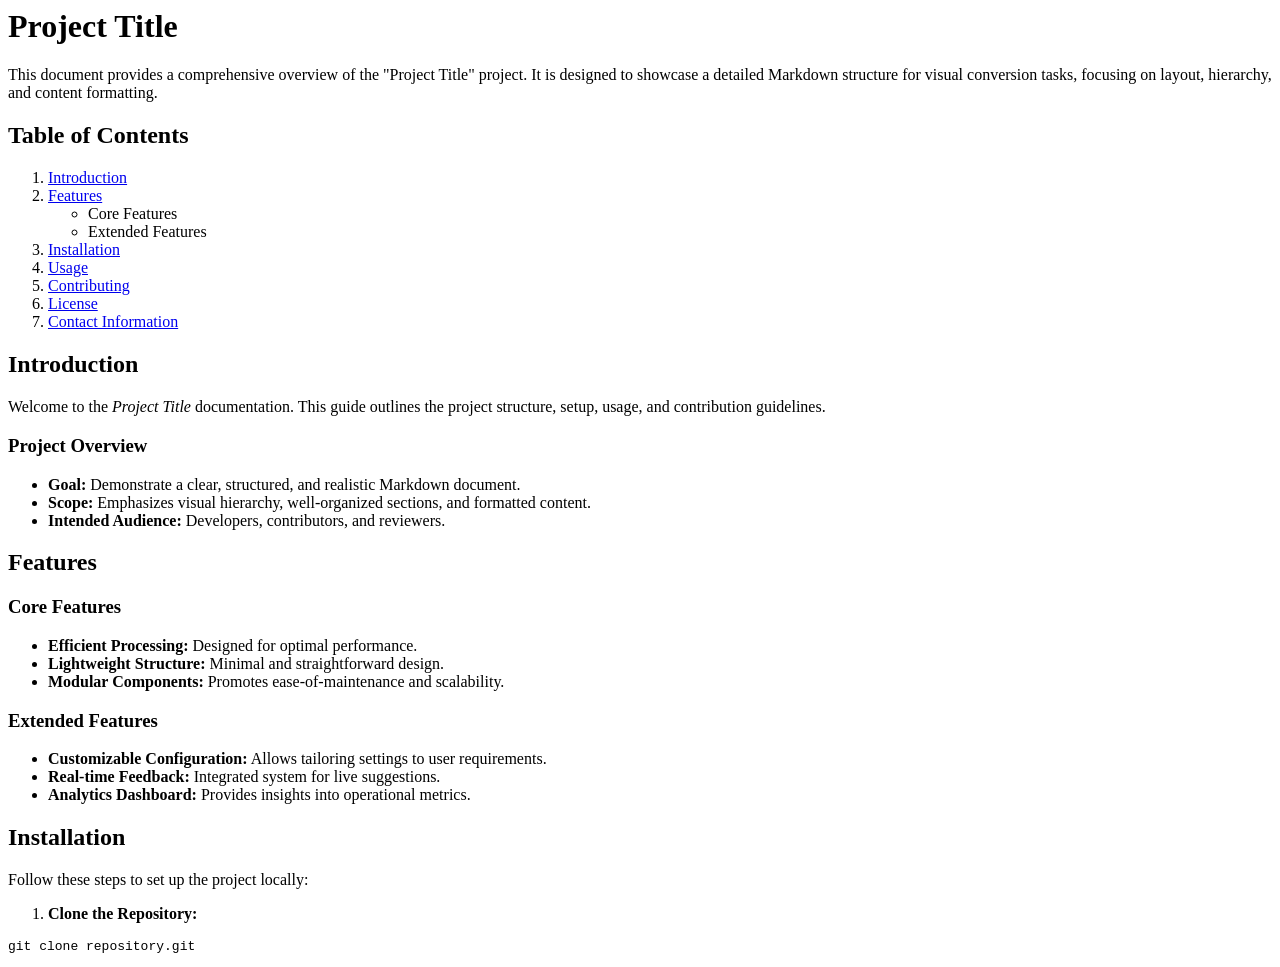 Project Title
This document provides a comprehensive overview of the "Project Title" project. It is designed to showcase a detailed Markdown structure for visual conversion tasks, focusing on layout, hierarchy,
and content formatting.
Table of Contents
1. Introduction
2. Features
Core Features
Extended Features
3. Installation
4. Usage
5. Contributing
6. License
7. Contact Information
Introduction
Welcome to the Project Title documentation. This guide outlines the project structure, setup, usage, and contribution guidelines.
Project Overview
Goal: Demonstrate a clear, structured, and realistic Markdown document.
Scope: Emphasizes visual hierarchy, well-organized sections, and formatted content.
Intended Audience: Developers, contributors, and reviewers.
Features
Core Features
Efficient Processing: Designed for optimal performance.
Lightweight Structure: Minimal and straightforward design.
Modular Components: Promotes ease-of-maintenance and scalability.
Extended Features
Customizable Configuration: Allows tailoring settings to user requirements.
Real-time Feedback: Integrated system for live suggestions.
Analytics Dashboard: Provides insights into operational metrics.
Installation
Follow these steps to set up the project locally:
1. Clone the Repository:
git clone repository.git